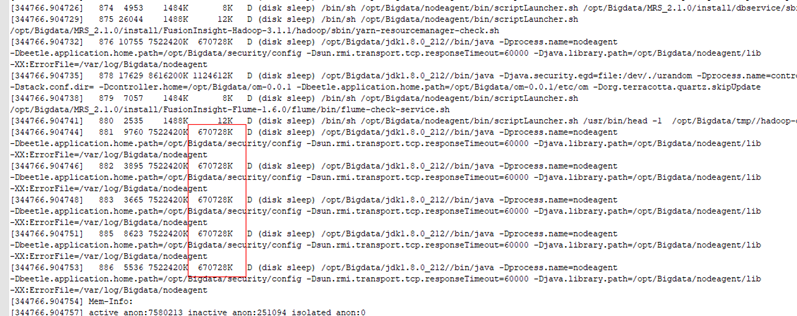 [344766.904726]   874  4953    1484K      8K   D (disk sleep) /bin/sh /opt/Bigdata/nodeagent/bin/scriptLauncher.sh /opt/Bigdata/MRS_2.1.0/install/dbservice/sb
[344766.904729]   875 26044    1488K     12K   D (disk sleep) /bin/sh /opt/Bigdata/nodeagent/bin/scriptLauncher.sh
/opt/Bigdata/MRS_2.1.0/install/FusionInsight-Hadoop-3.1.1/hadoop/sbin/yarn-resourcemanager-check.sh
[344766.904732]   876 10755 7522420K  670728K   D (disk sleep) /opt/Bigdata/jdk1.8.0_212//bin/java -Dprocess.name=nodeagent
-Dbeetle.application.home.path=/opt/Bigdata/security/config -Dsun.rmi.transport.tcp.responseTimeout=60000 -Djava.library.path=/opt/Bigdata/nodeagent/lib
-XX:ErrorFile=/var/log/Bigdata/nodeagent
[344766.904735]   878 17629 8616200K 1124612K   D (disk sleep) /opt/Bigdata/jdk1.8.0_212//bin/java -Djava.security.egd=file:/dev/./urandom -Dprocess.name=contro
-Dstack.conf.dir= -Dcontroller.home=/opt/Bigdata/om-0.0.1 -Dbeetle.application.home.path=/opt/Bigdata/om-0.0.1/etc/om -Dorg.terracotta.quartz.skipUpdate
[344766.904738]   879  7057    1484K      8K   D (disk sleep) /bin/sh /opt/Bigdata/nodeagent/bin/scriptLauncher.sh
/opt/Bigdata/MRS_2.1.0/install/FusionInsight-Flume-1.6.0/flume/bin/flume-check-service.sh
[344766.904741]   880  2535    1488K     12K   D (disk sleep) /bin/sh /opt/Bigdata/nodeagent/bin/scriptLauncher.sh /usr/bin/head -1  /opt/Bigdata/tmp//hadoop-o
[344766.904744]   881  9760 7522420K  670728K   D (disk sleep) /opt/Bigdata/jdk1.8.0_212//bin/java -Dprocess.name=nodeagent
-Dbeetle.application.home.path=/opt/Bigdata/security/config -Dsun.rmi.transport.tcp.responseTimeout=60000 -Djava.library.path=/opt/Bigdata/nodeagent/lib
-XX:ErrorFile=/var/log/Bigdata/nodeagent
[344766.904746]   882  3895 7522420K  670728K   D (disk sleep) /opt/Bigdata/jdk1.8.0_212//bin/java -Dprocess.name=nodeagent
-Dbeetle.application.home.path=/opt/Bigdata/security/config -Dsun.rmi.transport.tcp.responseTimeout=60000 -Djava.library.path=/opt/Bigdata/nodeagent/lib
-XX:ErrorFile=/var/log/Bigdata/nodeagent
[344766.904748]   883  3665 7522420K  670728K   D (disk sleep) /opt/Bigdata/jdk1.8.0_212//bin/java -Dprocess.name=nodeagent
-Dbeetle.application.home.path=/opt/Bigdata/security/config -Dsun.rmi.transport.tcp.responseTimeout=60000 -Djava.library.path=/opt/Bigdata/nodeagent/lib
-XX:ErrorFile=/var/log/Bigdata/nodeagent
[344766.904751]   885  8623 7522420K  670728K   D (disk sleep) /opt/Bigdata/jdk1.8.0_212//bin/java -Dprocess.name=nodeagent
-Dbeetle.application.home.path=/opt/Bigdata/security/config -Dsun.rmi.transport.tcp.responseTimeout=60000 -Djava.library.path=/opt/Bigdata/nodeagent/lib
-XX:ErrorFile=/var/log/Bigdata/nodeagent
[344766.904753]   886  5536 7522420K  670728K   D (disk sleep) /opt/Bigdata/jdk1.8.0_212//bin/java -Dprocess.name=nodeagent
-Dbeetle.application.home.path=/opt/Bigdata/security/config -Dsun.rmi.transport.tcp.responseTimeout=60000 -Djava.library.path=/opt/Bigdata/nodeagent/lib
-XX:ErrorFile=/var/log/Bigdata/nodeagent
[344766.904754] Mem-Info:
[344766.904757] active anon:7580213 inactive anon:251094 isolated anon:0